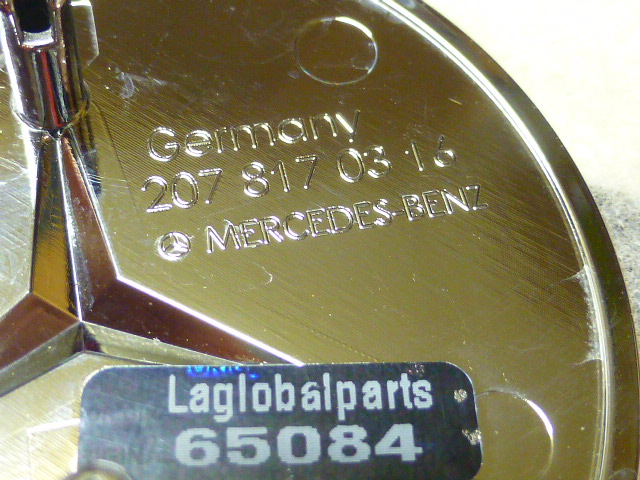 Germany
207 817 03 16
MERCEDES-BENZ
Laglobalparts
65084